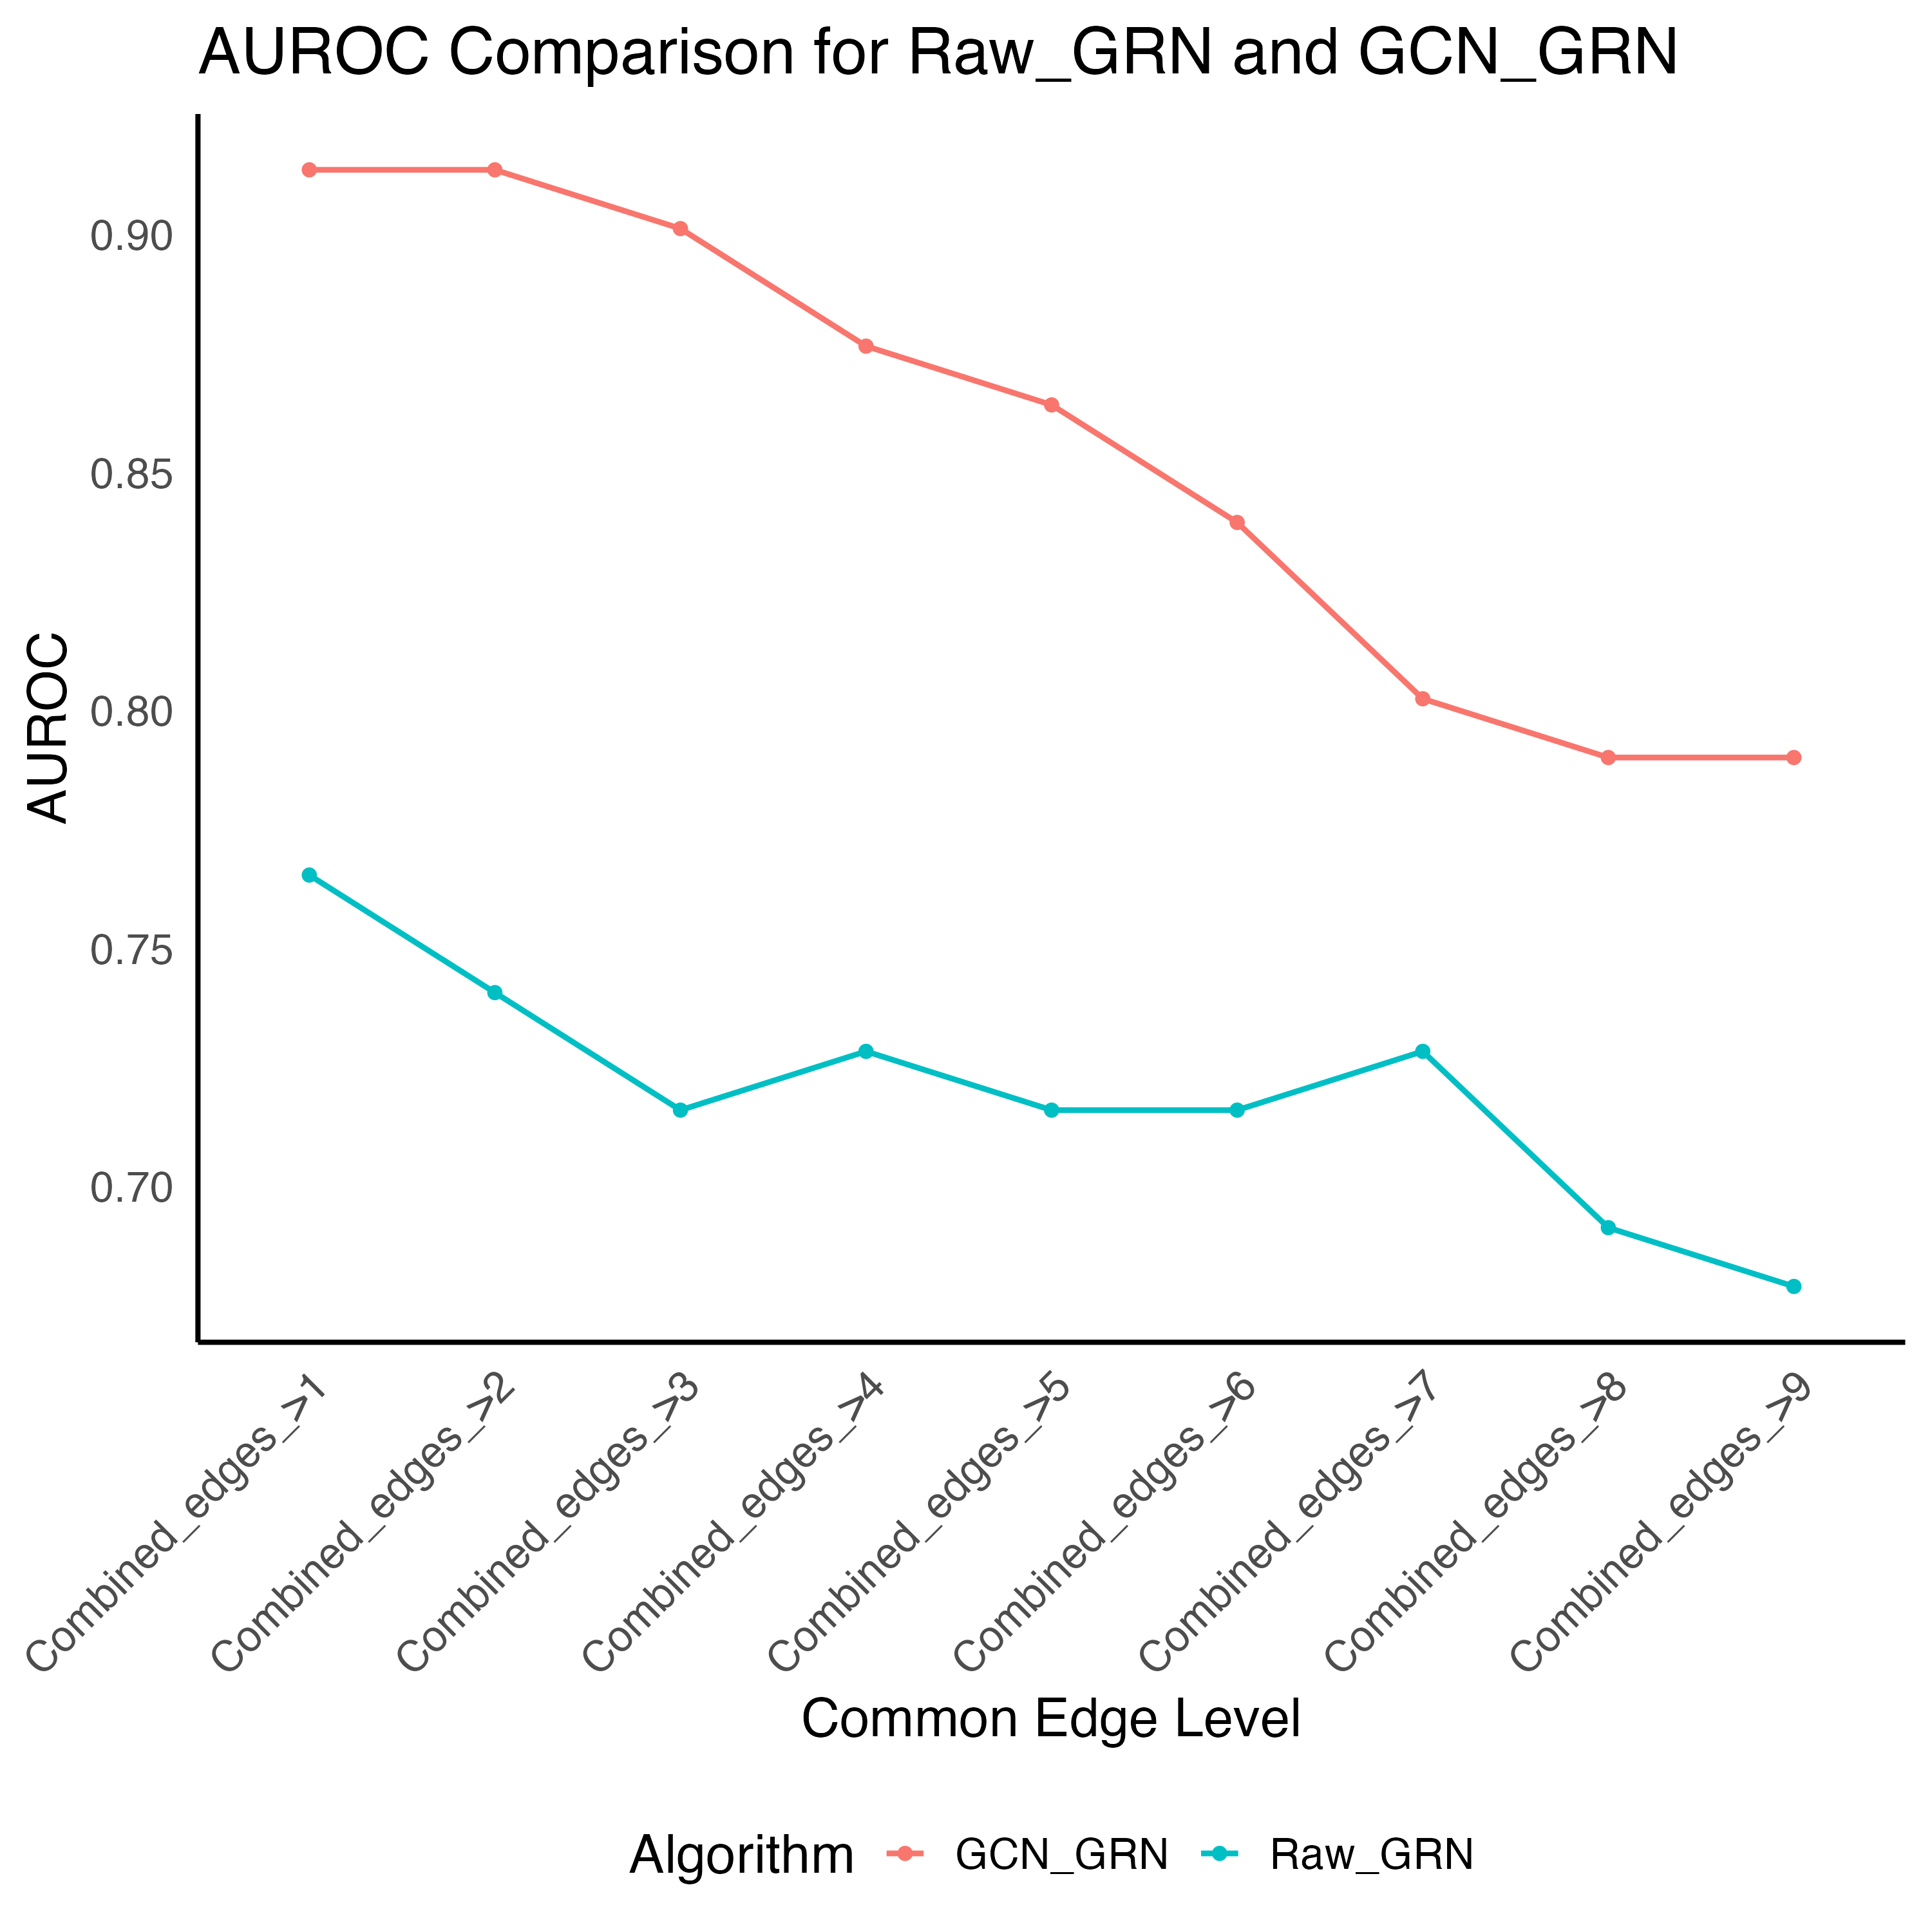 AUROC Comparison for Raw_GRN and GCN_GRN
AUROC
0.90
0.85
0.80
0.75
0.70
Combined_edges_>1
Combined_edges_>2
Combined_edges_>3
Combined_edges_>4
Combined_edges_>5
Combined_edges_>6
Combined_edges_>7
Combined_edges_>8
Combined_edges_>9
Common Edge Level
Algorithm GCN_GRN Raw_GRN